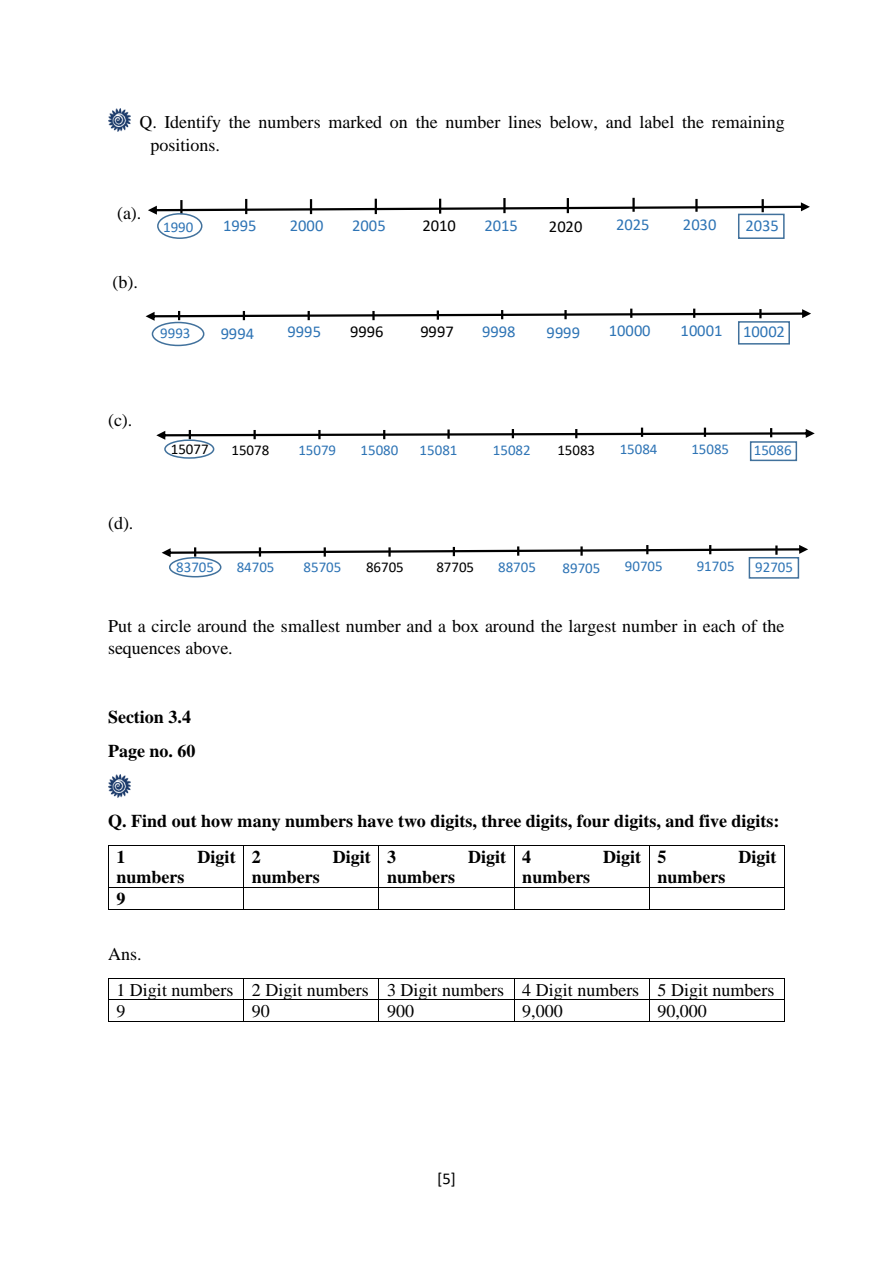 Q. Identify the numbers marked on the number lines below, and label the remaining
positions.
(a).
1990 1995 2000 2005 2010 2015 2020 2025 2030 2035
(b).
9993 9994 9995 9996 9997 9998 9999 10000 10001 10002
(c).
15077 15078 15079 15080 15081 15082 15083 15084 15085 15086
(d).
83705 84705 85705 86705 87705 88705 89705 90705 91705 92705
Put a circle around the smallest number and a box around the largest number in each of the
sequences above.
Section 3.4
Page no. 60
Q. Find out how many numbers have two digits, three digits, four digits, and five digits:
1 Digit 2 Digit 3 Digit 4 Digit 5 Digit
numbers numbers numbers numbers numbers
9
Ans.
1 Digit numbers 2 Digit numbers 3 Digit numbers 4 Digit numbers 5 Digit numbers
9 90 900 9,000 90,000
[5]